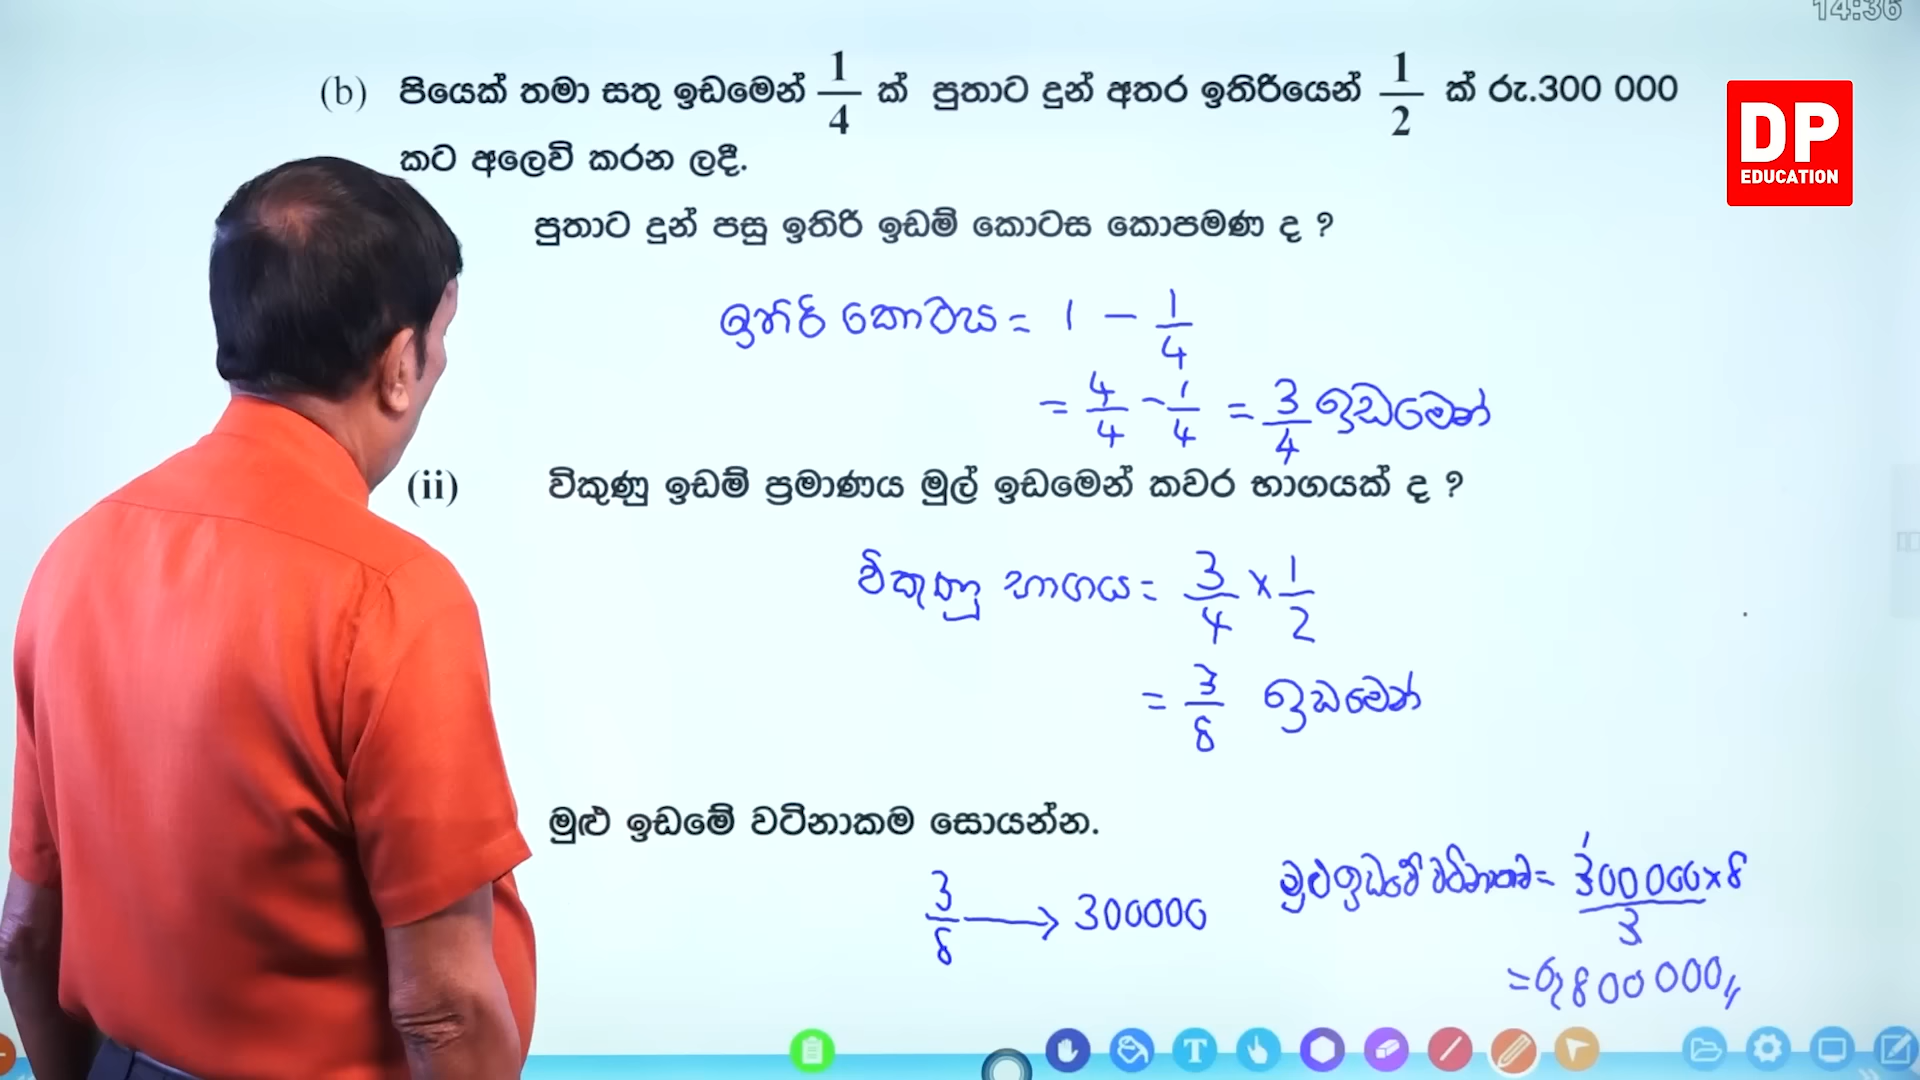 14:36
(b) පියෙක් තමා සතු ඉඩමෙන් 1/4 ක් පුතාට දුන් අතර ඉතිරියෙන් 1/2 ක් රු.300 000
කට අලෙවි කරන ලදී.
DP
EDUCATION
පුතාට දුන් පසු ඉතිරි ඉඩම් කොටස කොපමණ ද ?
ඉතිරි කොටස = 1 - 1/4
= 4/4 - 1/4 = 3/4 ඉඩමෙන්
(ii) විකුණු ඉඩම් ප්‍රමාණය මුල් ඉඩමෙන් කවර භාගයක් ද ?
විකුණු භාගය = 3/4 × 1/2
= 3/8 ඉඩමෙන්
මුළු ඉඩමේ වටිනාකම සොයන්න.
3/8 → 300000
මුළු ඉඩමේ වටිනාකම = 300000×8/3
= රු 800 000